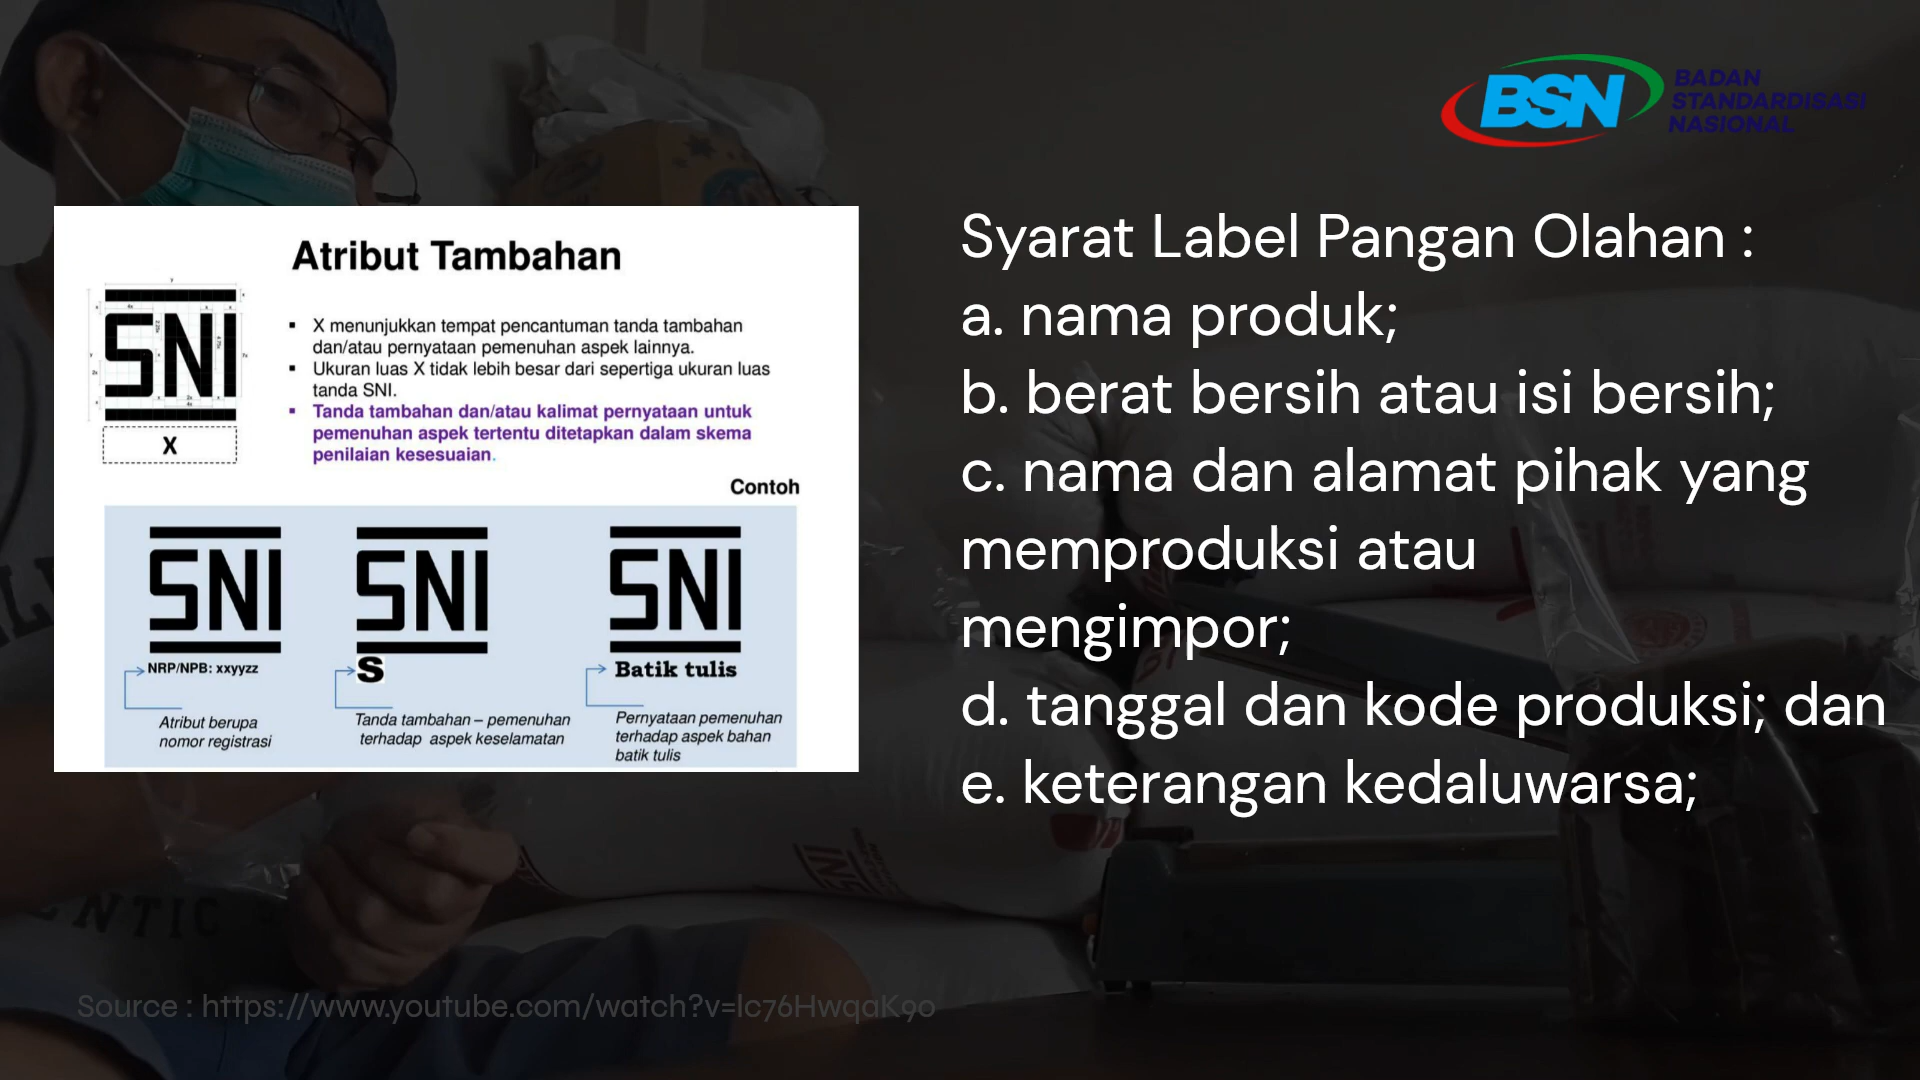 BSN
BADAN
STANDARDISASI
NASIONAL
Atribut Tambahan
SNI
X
▪ X menunjukkan tempat pencantuman tanda tambahan
dan/atau pernyataan pemenuhan aspek lainnya.
▪ Ukuran luas X tidak lebih besar dari sepertiga ukuran luas
tanda SNI.
▪ Tanda tambahan dan/atau kalimat pernyataan untuk
pemenuhan aspek tertentu ditetapkan dalam skema
penilaian kesesuaian.
Contoh
SNI
NRP/NPB: xxyyzz
Atribut berupa
nomor registrasi
SNI
S
Tanda tambahan – pemenuhan
terhadap aspek keselamatan
SNI
Batik tulis
Pernyataan pemenuhan
terhadap aspek bahan
batik tulis
Syarat Label Pangan Olahan :
a. nama produk;
b. berat bersih atau isi bersih;
c. nama dan alamat pihak yang
memproduksi atau
mengimpor;
d. tanggal dan kode produksi; dan
e. keterangan kedaluwarsa;
SNI
NTIC
Source : https://www.youtube.com/watch?v=lc76HwqaK9o